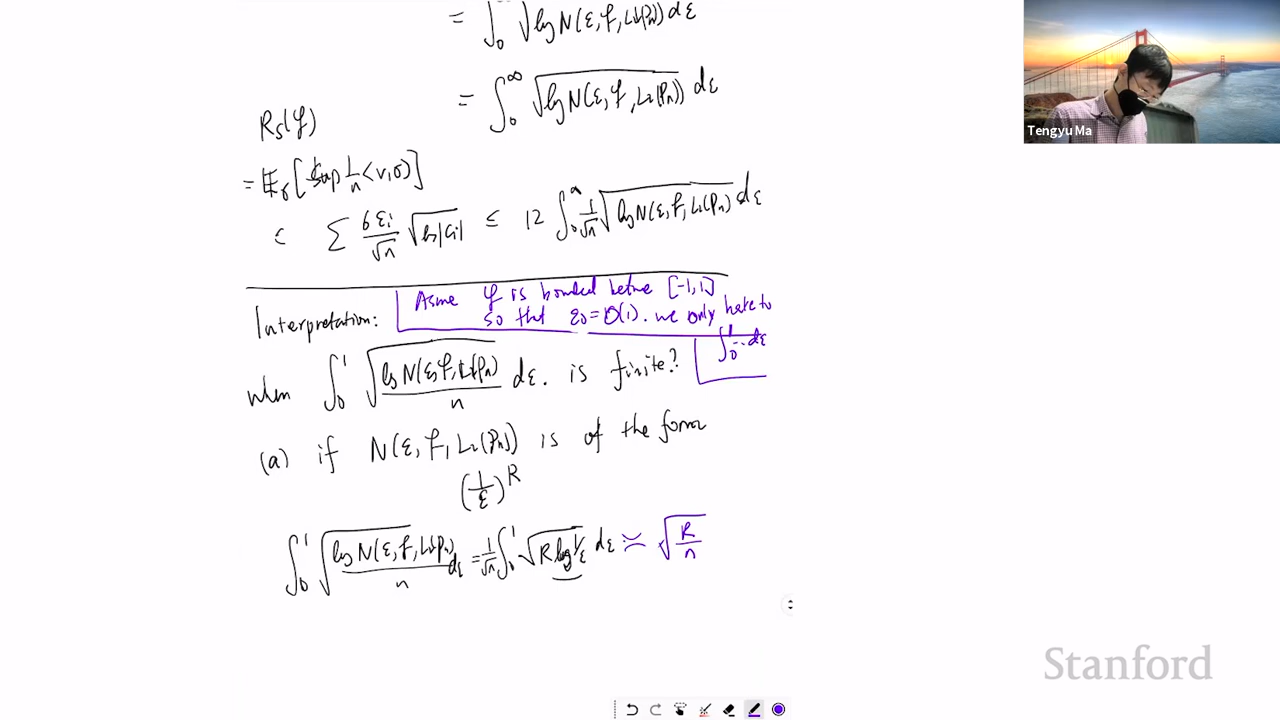 = ∫₀^∞ √log N(ε, F, L₂(Pₙ)) dε
= ∫₀^∞ √log N(ε, F, L₂(Pₙ)) dε
R_S(F)
= E_σ[sup 1/n <v, σ>]
≤ Σ 6εᵢ/√n √log|Cᵢ| ≤ 12 ∫₀^∞ 1/√n √log N(ε, F, L₂(Pₙ)) dε
Interpretation: Assume F is bounded betwe [-1, 1]
so that ε₀ = O(1). we only have to
∫₀¹ ... dε
when ∫₀¹ √(log N(ε, F, L₂(Pₙ))/n) dε. is finite?
(a) if N(ε, F, L₂(Pₙ)) is of the form
(1/ε)^R
∫₀¹ √(log N(ε, F, L₂(Pₙ))/n) dε = 1/√n ∫₀¹ √(R log 1/ε) dε ≍ √(R/n)
Tengyu Ma
Stanford